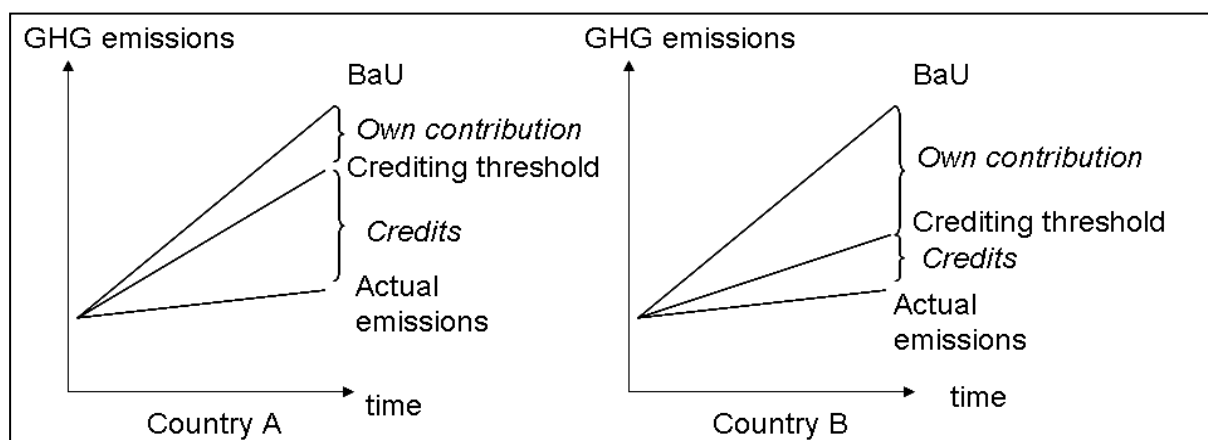 GHG emissions
BaU
Own contribution
Crediting threshold
Credits
Actual
emissions
time
Country A
GHG emissions
BaU
Own contribution
Crediting threshold
Credits
Actual
emissions
time
Country B